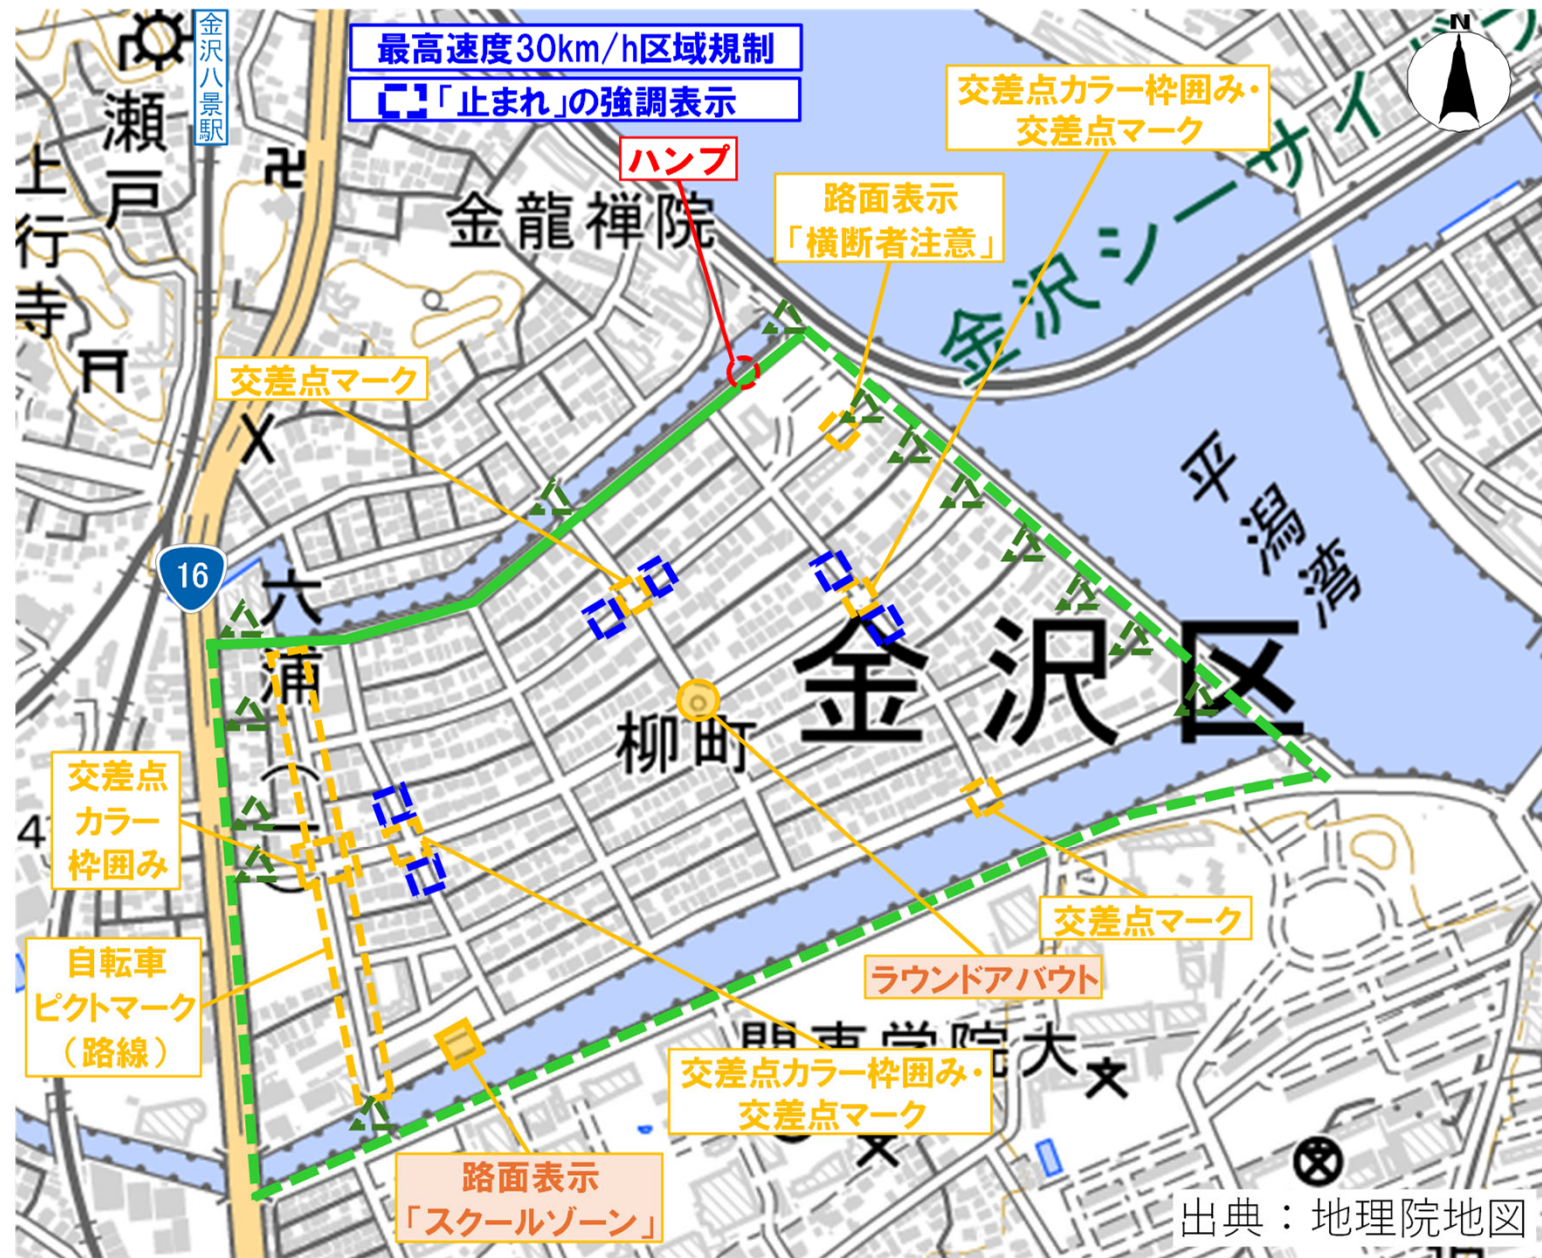 金沢八景駅
最高速度30km/h区域規制
「止まれ」の強調表示
交差点カラー枠囲み・
交差点マーク
N
瀬戸
上行寺
ハンプ
金龍禅院
路面表示
「横断者注意」
金沢シーサイドラ
交差点マーク
平潟湾
16
六浦(一)
金沢区
柳町
交差点
カラー
枠囲み
4
交差点マーク
自転車
ピクトマーク
（路線）
ラウンドアバウト
関東学院大
交差点カラー枠囲み・
交差点マーク
路面表示
「スクールゾーン」
出典：地理院地図